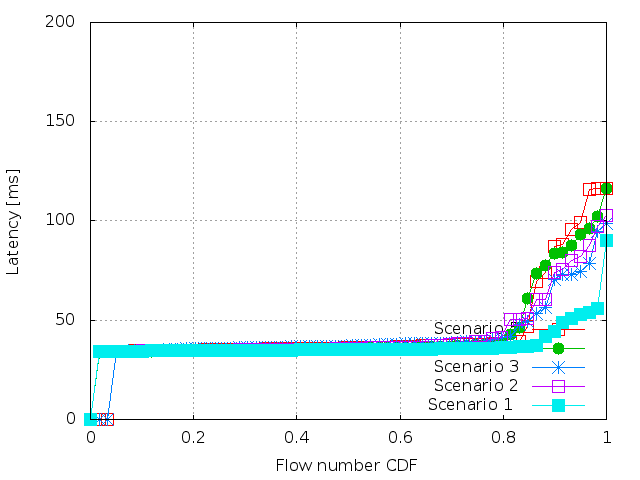 200
150
100
50
0
Latency [ms]
Scenario
Scenario 3
Scenario 2
Scenario 1
0 0.2 0.4 0.6 0.8 1
Flow number CDF